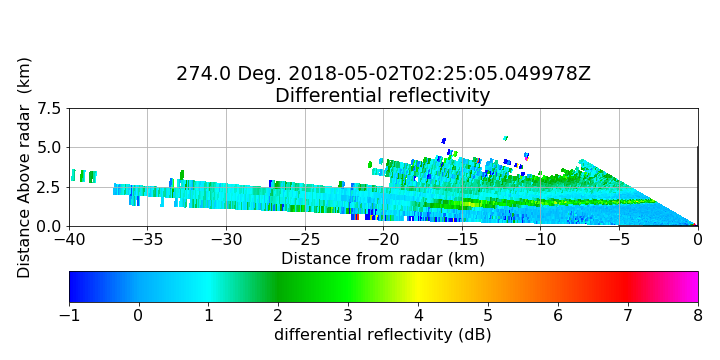 274.0 Deg. 2018-05-02T02:25:05.049978Z
Differential reflectivity
Distance Above radar (km)
7.5
5.0
2.5
0.0
−40 −35 −30 −25 −20 −15 −10 −5 0
Distance from radar (km)
−1 0 1 2 3 4 5 6 7 8
differential reflectivity (dB)